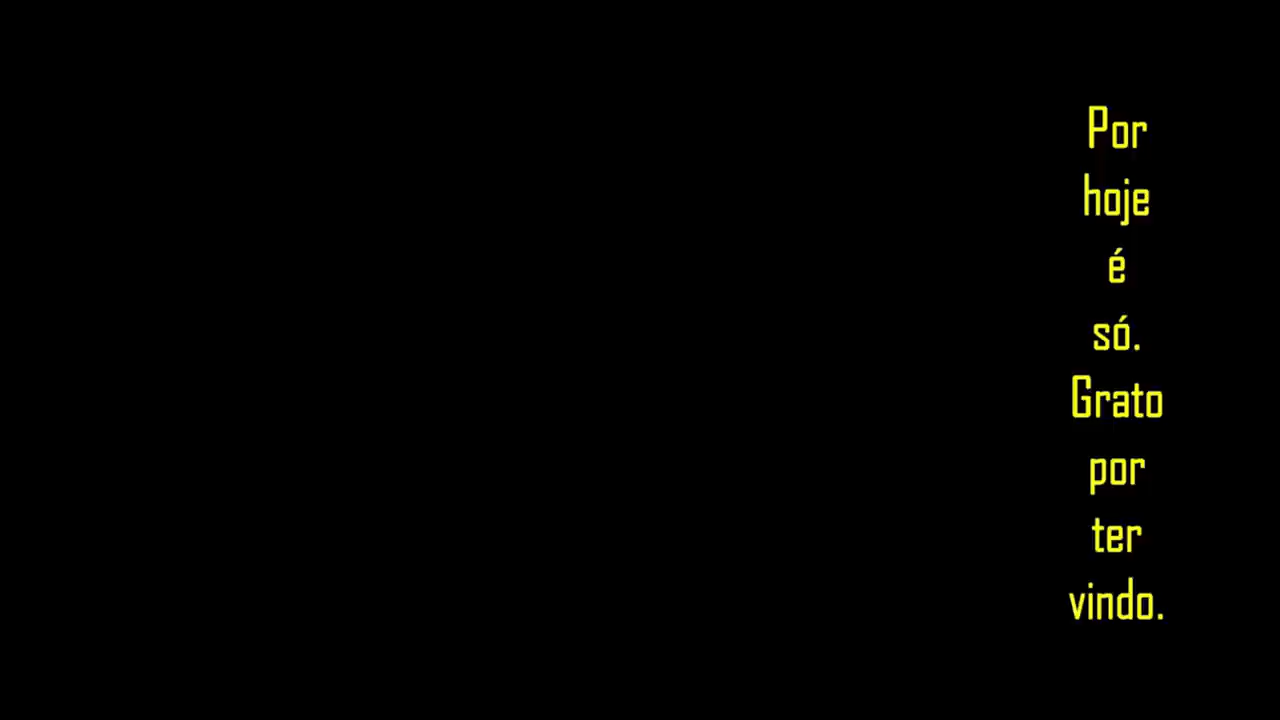 Por
hoje
é
só.
Grato
por
ter
vindo.